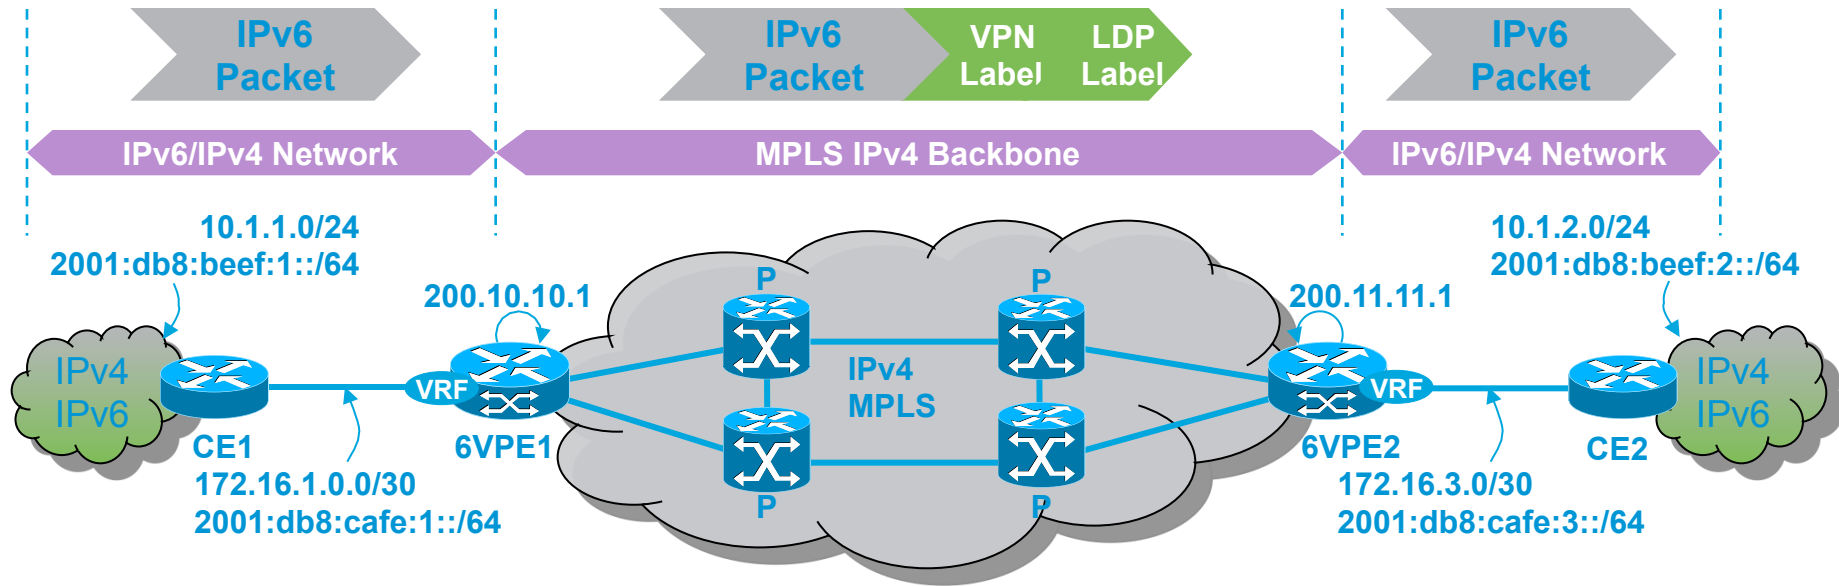 IPv6
Packet
IPv6
Packet
VPN
Label
LDP
Label
IPv6
Packet
IPv6/IPv4 Network
MPLS IPv4 Backbone
IPv6/IPv4 Network
10.1.1.0/24
2001:db8:beef:1::/64
10.1.2.0/24
2001:db8:beef:2::/64
200.10.10.1
P
P
200.11.11.1
IPv4
IPv6
VRF
IPv4
MPLS
VRF
IPv4
IPv6
CE1
6VPE1
6VPE2
CE2
172.16.1.0.0/30
2001:db8:cafe:1::/64
P
P
172.16.3.0/30
2001:db8:cafe:3::/64